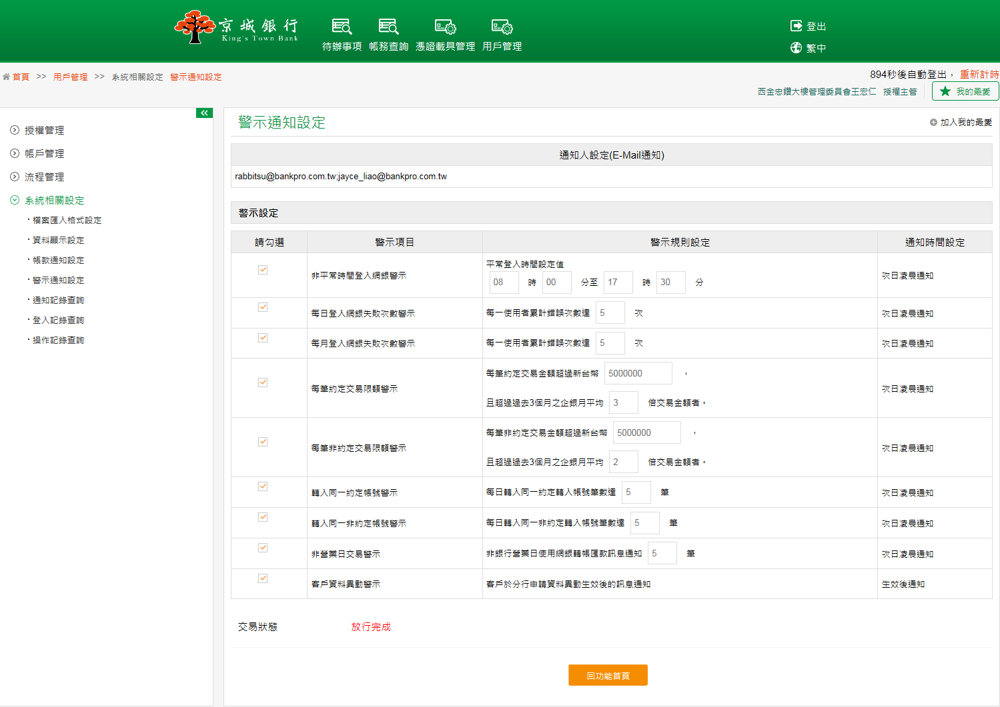 京城銀行
King's Town Bank
待辦事項 帳務查詢 憑證載具管理 用戶管理
登出
繁中
首頁 >> 用戶管理 >> 系統相關設定 警示通知設定
894秒後自動登出， 重新計時
西金忠鑽大樓管理委員會王宏仁 授權主管 我的最愛
授權管理
帳戶管理
流程管理
系統相關設定
・檔案匯入格式設定
・資料顯示設定
・帳款通知設定
・警示通知設定
・通知記錄查詢
・登入記錄查詢
・操作記錄查詢
警示通知設定
加入我的最愛
通知人設定(E-Mail通知)
rabbitsu@bankpro.com.tw;jayce_liao@bankpro.com.tw
警示設定
請勾選 警示項目 警示規則設定 通知時間設定
非平常時間登入網銀警示
平常登入時間設定值
08 時 00 分至 17 時 30 分
次日凌晨通知
每日登入網銀失敗次數警示 每一使用者累計錯誤次數達 5 次 次日凌晨通知
每月登入網銀失敗次數警示 每一使用者累計錯誤次數達 5 次 次日凌晨通知
每筆約定交易限額警示
每筆約定交易金額超過新台幣 5000000 ，
且超過過去3個月之企銀月平均 3 倍交易金額者。
次日凌晨通知
每筆非約定交易限額警示
每筆非約定交易金額超過新台幣 5000000 ，
且超過過去3個月之企銀月平均 2 倍交易金額者。
次日凌晨通知
轉入同一約定帳號警示 每日轉入同一約定轉入帳號筆數達 5 筆 次日凌晨通知
轉入同一非約定帳號警示 每日轉入同一非約定轉入帳號筆數達 5 筆 次日凌晨通知
非營業日交易警示 非銀行營業日使用網銀轉帳匯款訊息通知 5 筆 次日凌晨通知
客戶資料異動警示 客戶於分行申請資料異動生效後的訊息通知 生效後通知
交易狀態 放行完成
回功能首頁